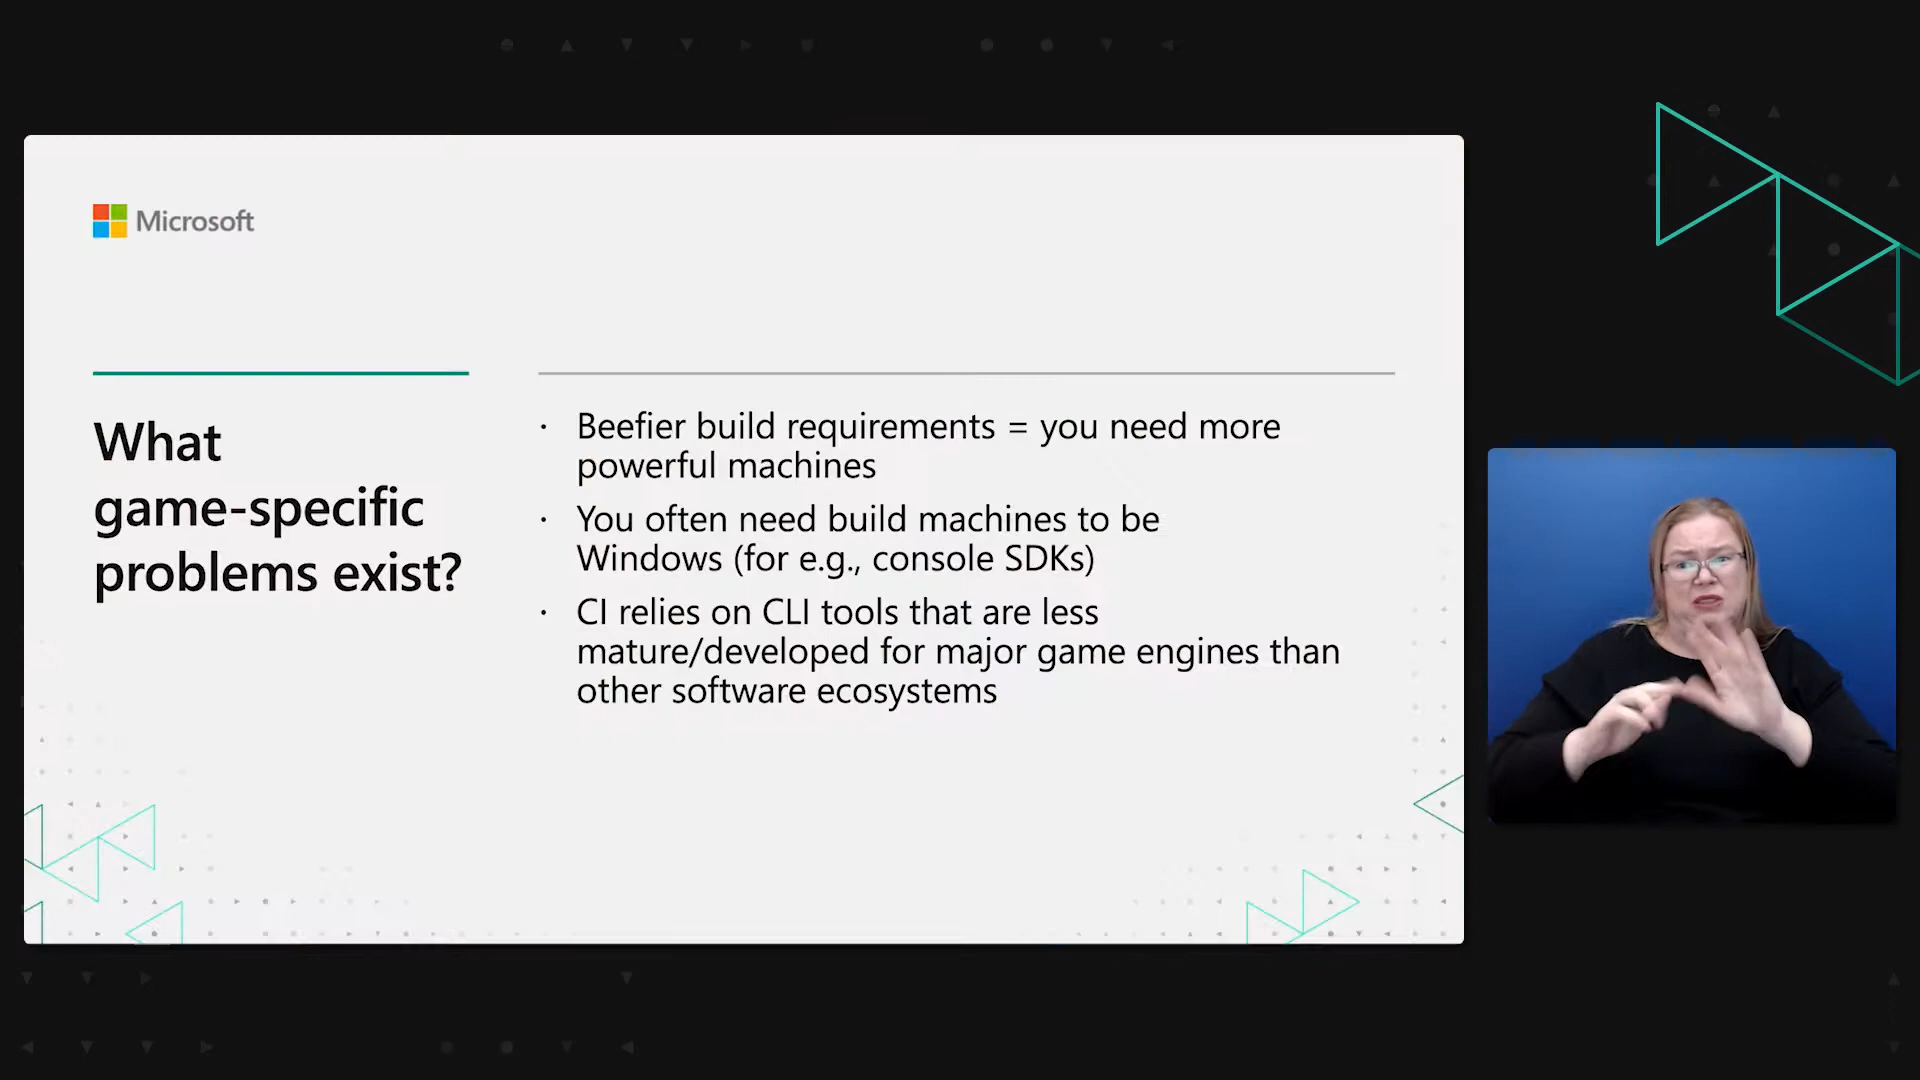 Microsoft
What
game-specific
problems exist?
· Beefier build requirements = you need more
powerful machines
· You often need build machines to be
Windows (for e.g., console SDKs)
· CI relies on CLI tools that are less
mature/developed for major game engines than
other software ecosystems